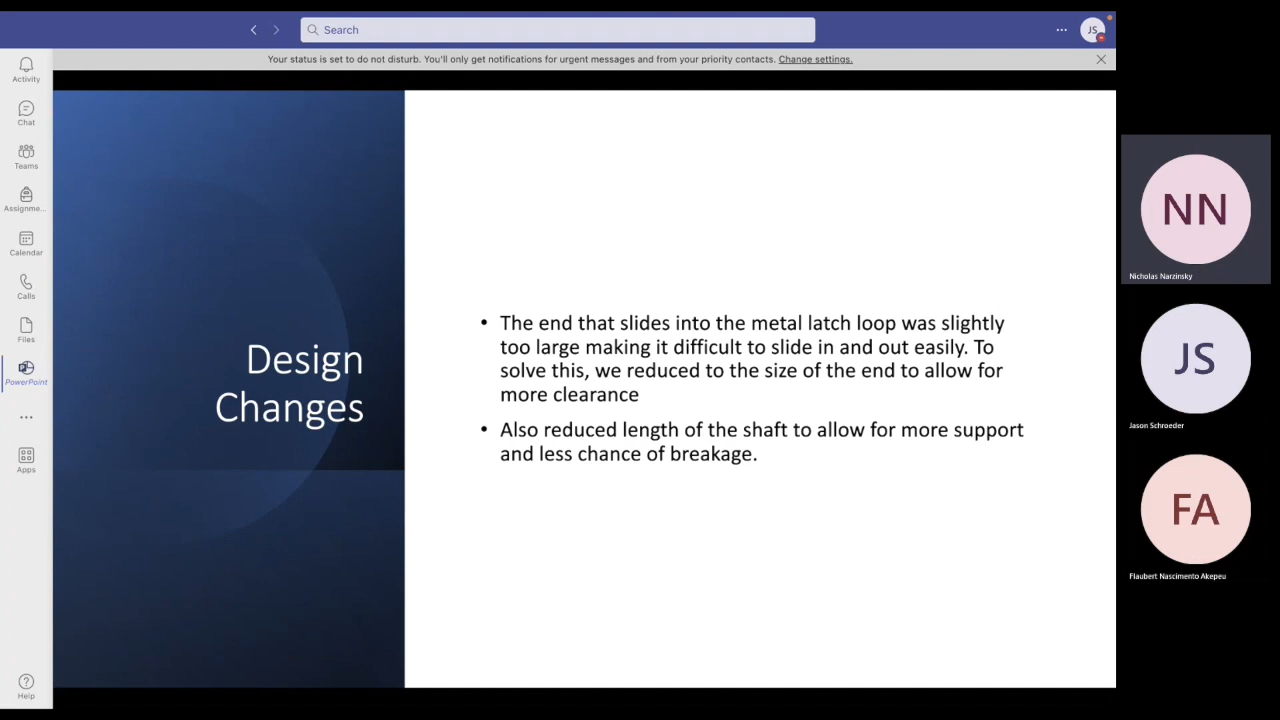 Search
JS
Your status is set to do not disturb. You'll only get notifications for urgent messages and from your priority contacts. Change settings.
Activity
Chat
Teams
Assignme...
Calendar
Calls
Files
PowerPoint
Apps
Help
Design
Changes
• The end that slides into the metal latch loop was slightly
too large making it difficult to slide in and out easily. To
solve this, we reduced to the size of the end to allow for
more clearance
• Also reduced length of the shaft to allow for more support
and less chance of breakage.
NN
Nicholas Narzinsky
JS
Jason Schroeder
FA
Flaubert Nascimento Akepeu